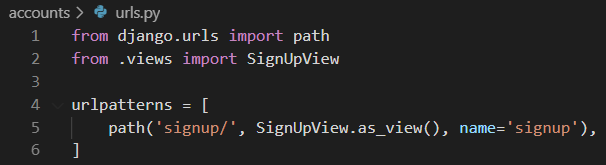 accounts > urls.py
1 from django.urls import path
2 from .views import SignUpView
3
4 urlpatterns = [
5     path('signup/', SignUpView.as_view(), name='signup'),
6 ]